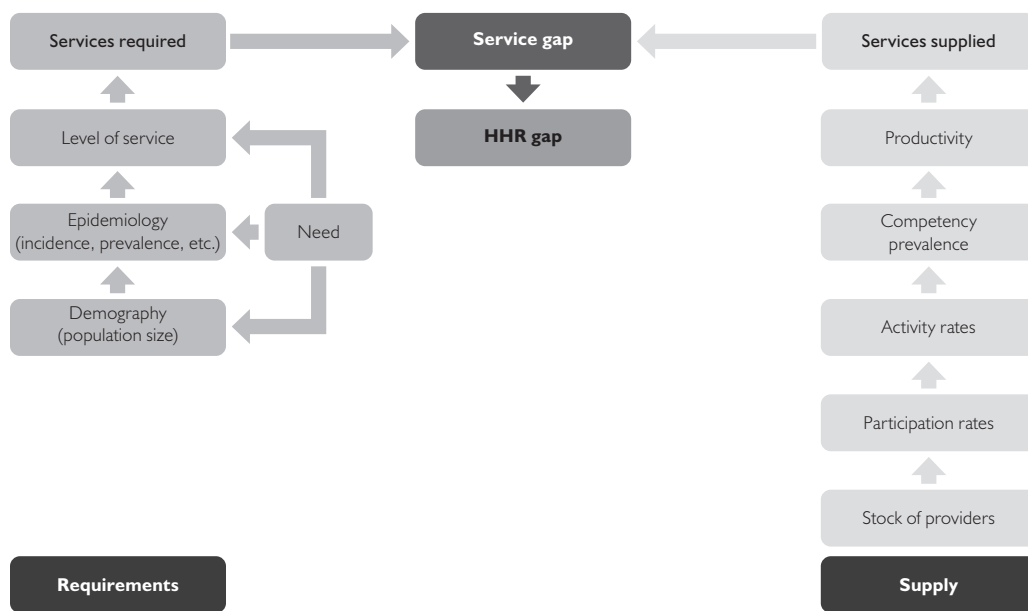 Services required
Service gap
Services supplied
Level of service
HHR gap
Productivity
Epidemiology
(incidence, prevalence, etc.)
Need
Competency
prevalence
Demography
(population size)
Activity rates
Participation rates
Stock of providers
Requirements
Supply